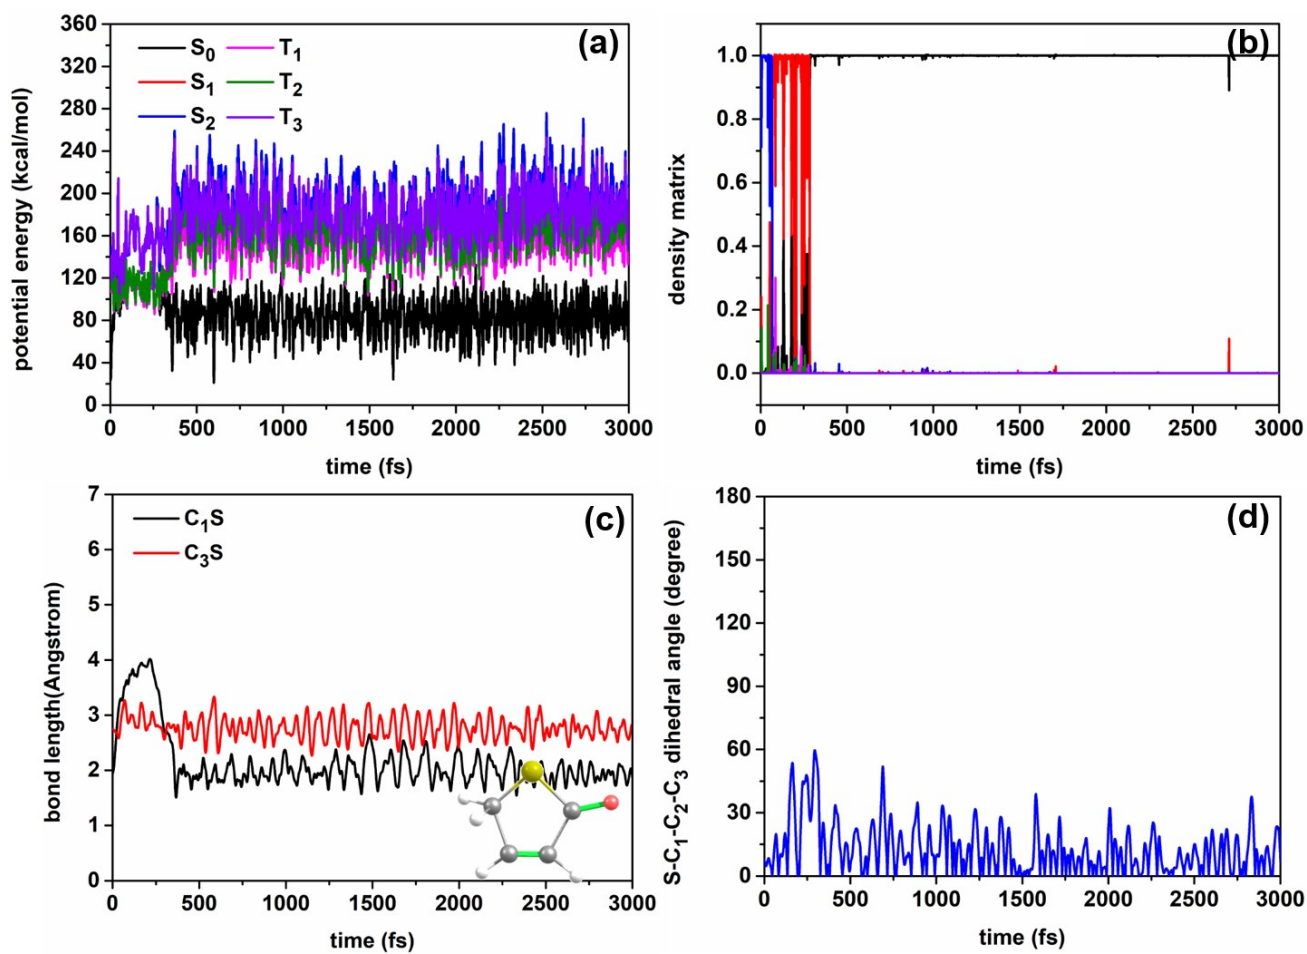 (a)
S0 T1
S1 T2
S2 T3
potential energy (kcal/mol)
360
320
280
240
200
160
120
80
40
0
0 500 1000 1500 2000 2500 3000
time (fs)
(b)
density matrix
1.0
0.8
0.6
0.4
0.2
0.0
0 500 1000 1500 2000 2500 3000
time (fs)
(c)
C1S
C3S
bond length(Angstrom)
7
6
5
4
3
2
1
0
0 500 1000 1500 2000 2500 3000
time (fs)
(d)
S-C1-C2-C3 dihedral angle (degree)
180
150
120
90
60
30
0
0 500 1000 1500 2000 2500 3000
time (fs)